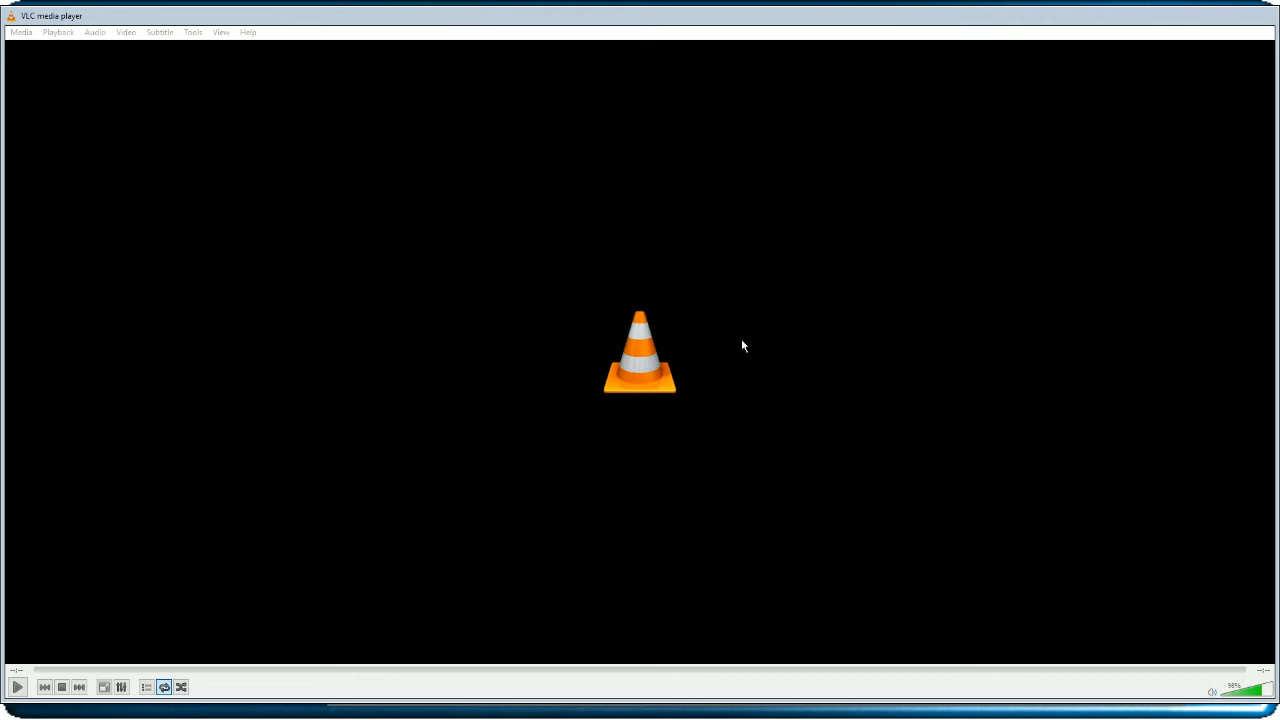 VLC media player
Media Playback Audio Video Subtitle Tools View Help
--:-- --:--
98%